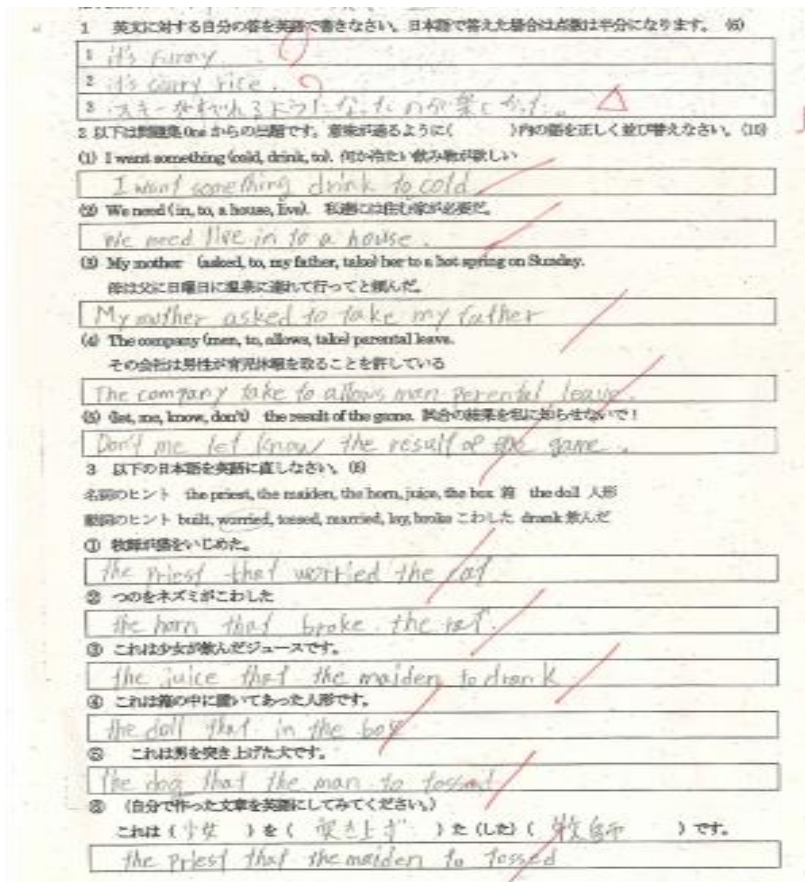 1 英文に対する自分の答を英語で書きなさい。日本語で答えた場合は点数は半分になります。 (6)
1 it's funny.
2 it's carry rice.
3 スキーをすべれるようになったのが楽しかった。
2 以下は問題集 One からの出題です。意味が通るように( )内の語を正しく並び替えなさい。(10)
(1) I want something (cold, drink, to). 何か冷たい飲み物が欲しい
I want something drink to cold
(2) We need (in, to, a house, live). 私達には住む家が必要だ。
We need live in to a house.
(3) My mother (asked, to, my father, take) her to a hot spring on Sunday.
母は父に日曜日に温泉に連れて行ってと頼んだ。
My mother asked to take my father
(4) The company (men, to, allows, take) parental leave.
その会社は男性が育児休暇を取ることを許している
The company take to allows man perental leave.
(5) (let, me, know, don't) the result of the game. 試合の結果を私に知らせないで!
Don't me let know the result of the game.
3 以下の日本語を英語に直しなさい。
名詞のヒント the priest, the maiden, the horn, juice, the box 箱 the doll 人形
動詞のヒント built, worried, tossed, married, lay, broke こわした drank 飲んだ
① 牧師が をいじめた。
the priest that worried the rat
② つのをネズミがこわした
the horn that broke the rat.
③ これは少女が飲んだジュースです。
the juice that the maiden to drank
④ これは箱の中に置いてあった人形です。
the doll that in the box
⑤ これは男を突き上げた犬です。
the dog that the man to tossed
⑥ (自分で作った文章を英語にしてみてください。)
これは (少女 ) を ( 突き上げ ) た (した) ( 牧師 ) です。
the priest that the maiden to tossed